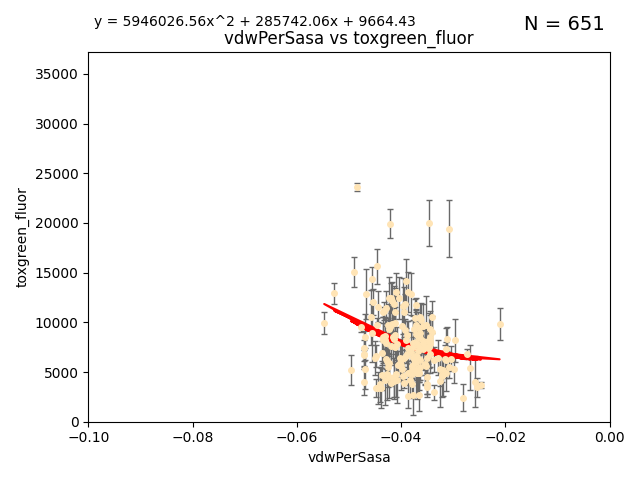 y = 5946026.56x^2 + 285742.06x + 9664.43
N = 651
vdwPerSasa vs toxgreen_fluor
toxgreen_fluor
35000
30000
25000
20000
15000
10000
5000
0
−0.10
−0.08
−0.06
−0.04
−0.02
0.00
vdwPerSasa